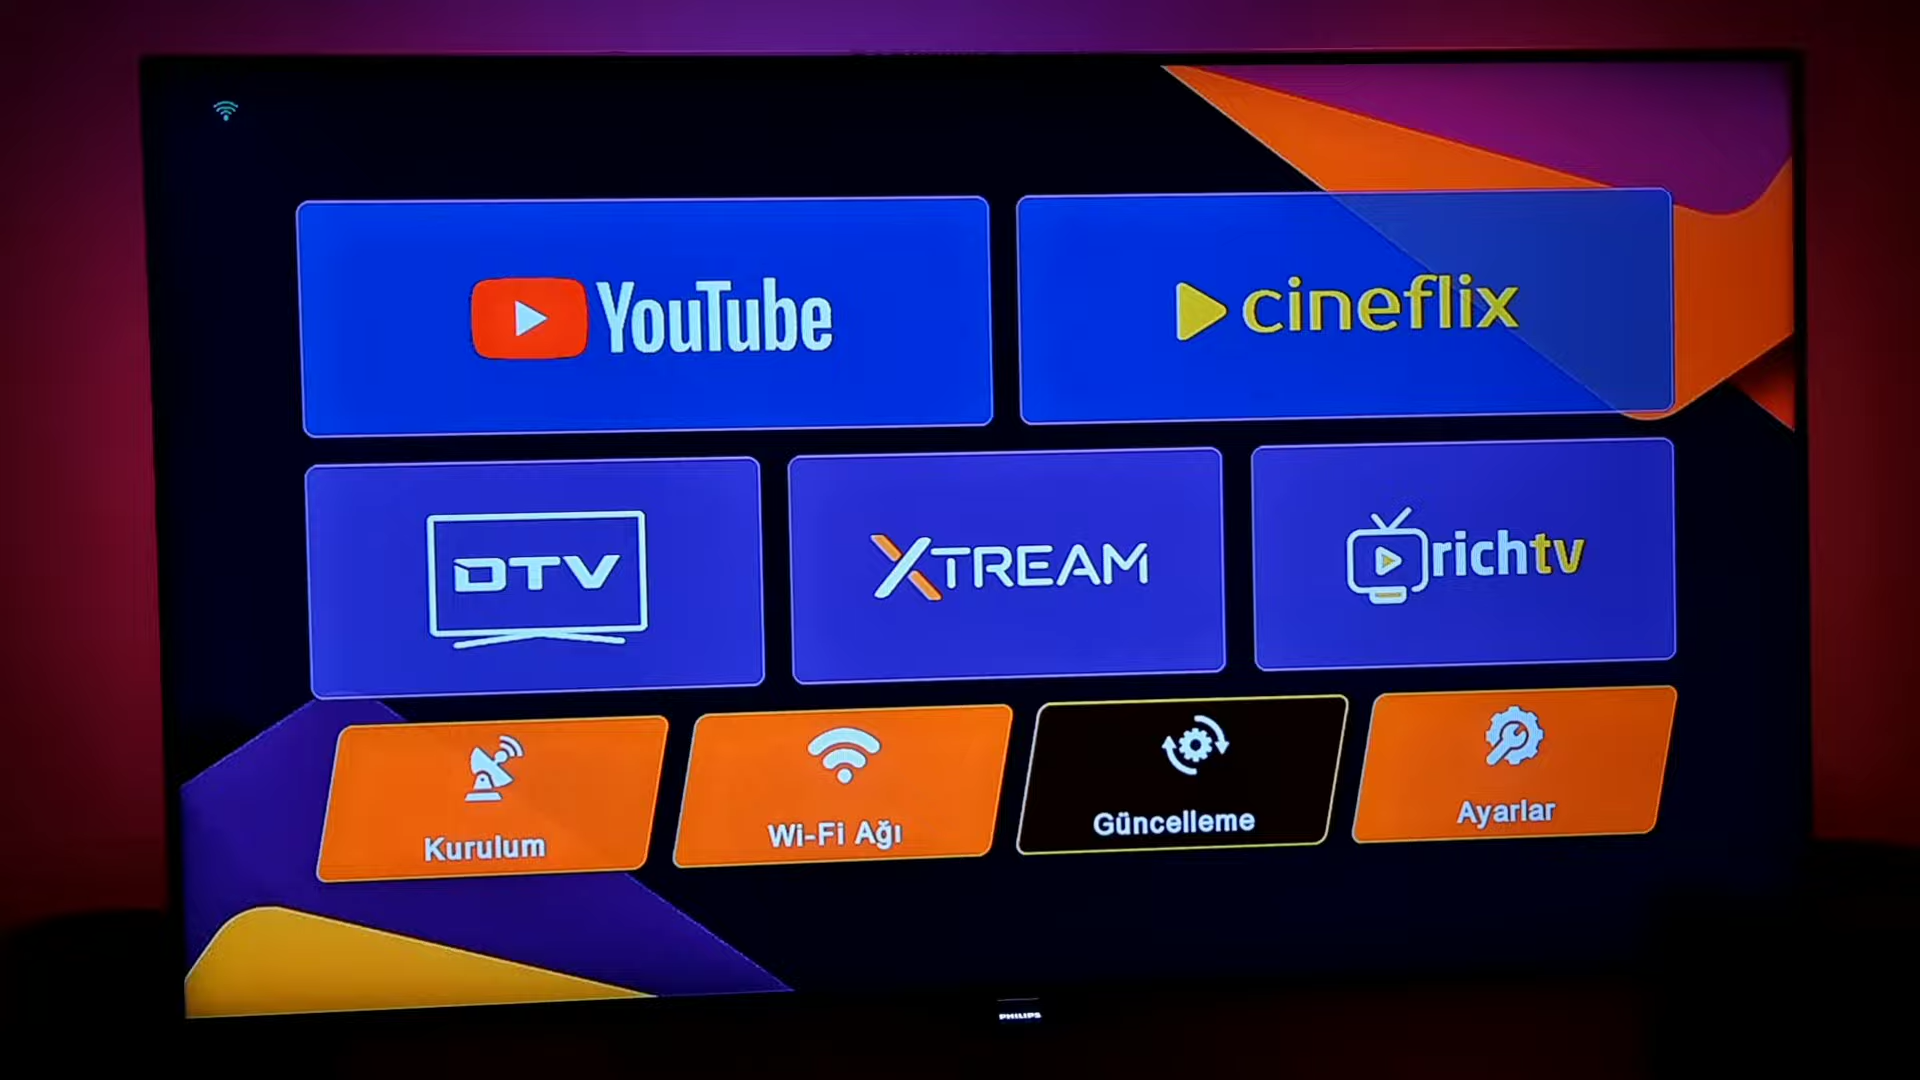 YouTube
cineflix
DTV
XTREAM
richtv
Kurulum
Wi-Fi Ağı
Güncelleme
Ayarlar
PHILIPS